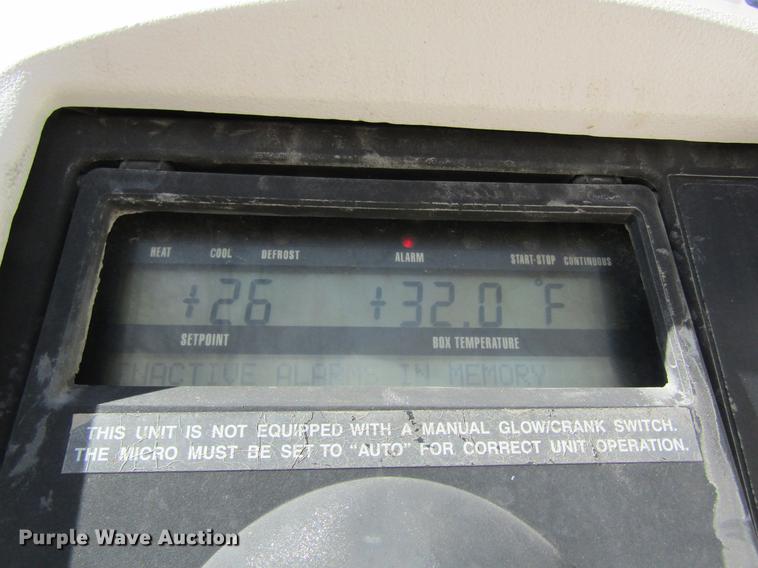 HEAT COOL DEFROST ALARM START-STOP CONTINUOUS
+26 +32.0 °F
SETPOINT BOX TEMPERATURE
INACTIVE ALARMS IN MEMORY
THIS UNIT IS NOT EQUIPPED WITH A MANUAL GLOW/CRANK SWITCH.
THE MICRO MUST BE SET TO "AUTO" FOR CORRECT UNIT OPERATION.
Purple Wave Auction